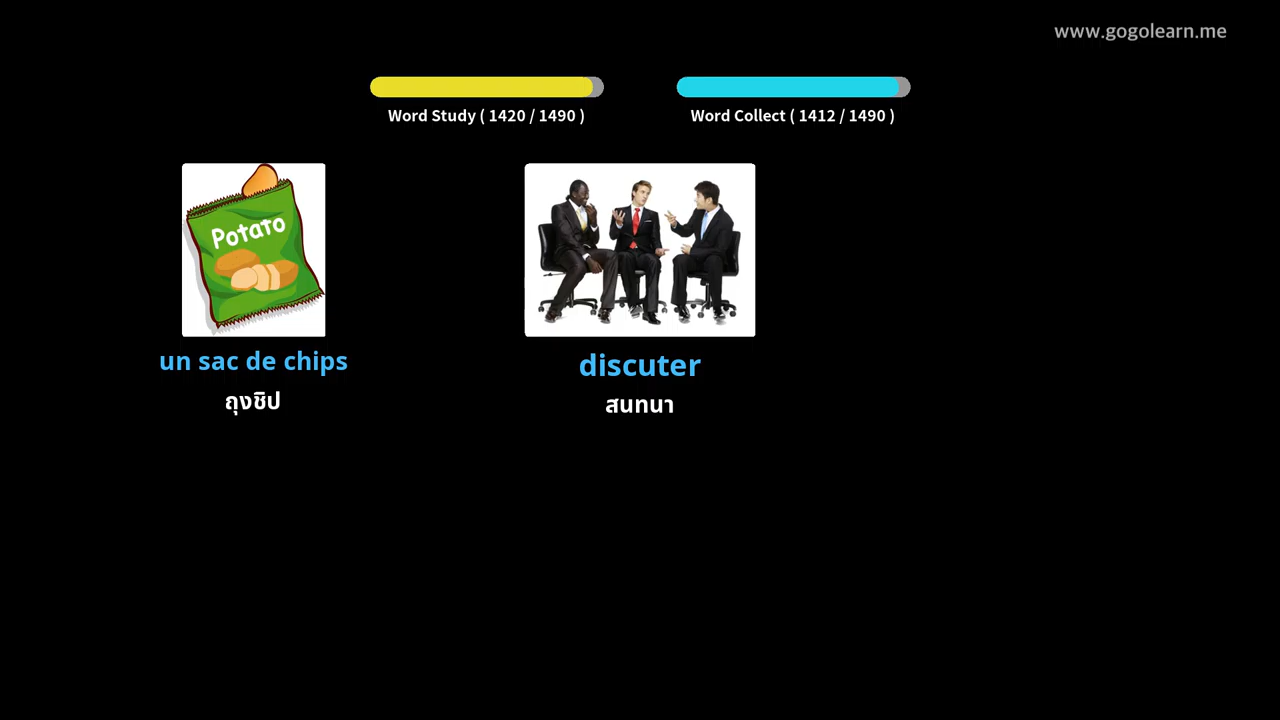 www.gogolearn.me
Word Study ( 1420 / 1490 )
Word Collect ( 1412 / 1490 )
Potato
un sac de chips
ถุงชิป
discuter
สนทนา